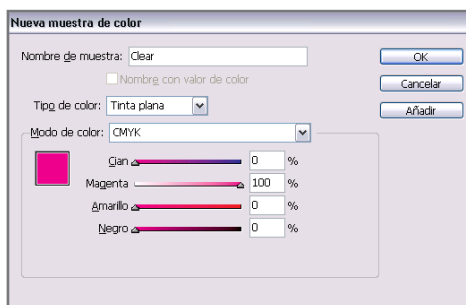 Nueva muestra de color
Nombre de muestra: Clear
OK
Nombre con valor de color
Cancelar
Tipo de color: Tinta plana
Añadir
Modo de color: CMYK
Cian 0 %
Magenta 100 %
Amarillo 0 %
Negro 0 %